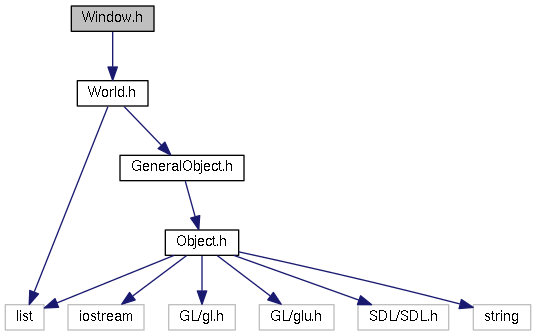 Window.h
World.h
GeneralObject.h
Object.h
list
iostream
GL/gl.h
GL/glu.h
SDL/SDL.h
string